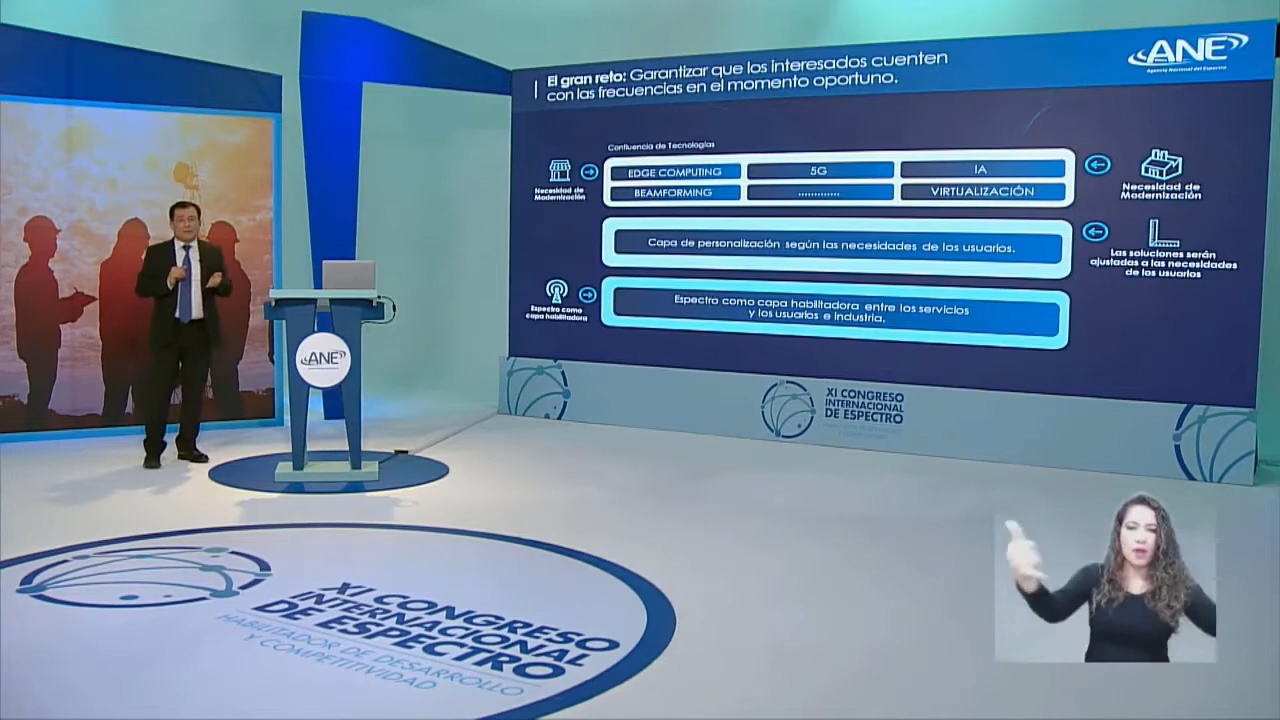 El gran reto: Garantizar que los interesados cuenten
con las frecuencias en el momento oportuno.
ANE
Agencia Nacional del Espectro
Confluencia de Tecnologías
Necesidad de
Modernización
EDGE COMPUTING
5G
IA
BEAMFORMING
............
VIRTUALIZACIÓN
Necesidad de
Modernización
Capa de personalización según las necesidades de los usuarios.
Las soluciones serán
ajustadas a las necesidades
de los usuarios
Espectro como
capa habilitadora
Espectro como capa habilitadora entre los servicios
y los usuarios e industria.
ANE
XI CONGRESO
INTERNACIONAL
DE ESPECTRO
XI CONGRESO
INTERNACIONAL
DE ESPECTRO
HABILITADOR DE DESARROLLO
Y COMPETITIVIDAD